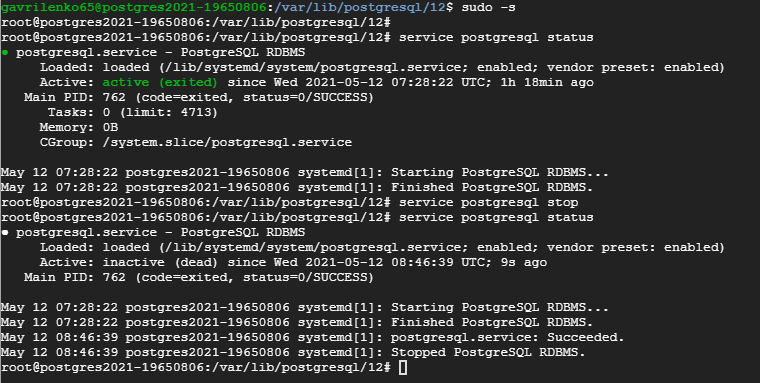 gavrilenko65@postgres2021-19650806:/var/lib/postgresql/12$ sudo -s
root@postgres2021-19650806:/var/lib/postgresql/12#
root@postgres2021-19650806:/var/lib/postgresql/12# service postgresql status
● postgresql.service - PostgreSQL RDBMS
     Loaded: loaded (/lib/systemd/system/postgresql.service; enabled; vendor preset: enabled)
     Active: active (exited) since Wed 2021-05-12 07:28:22 UTC; 1h 18min ago
   Main PID: 762 (code=exited, status=0/SUCCESS)
      Tasks: 0 (limit: 4713)
     Memory: 0B
     CGroup: /system.slice/postgresql.service

May 12 07:28:22 postgres2021-19650806 systemd[1]: Starting PostgreSQL RDBMS...
May 12 07:28:22 postgres2021-19650806 systemd[1]: Finished PostgreSQL RDBMS.
root@postgres2021-19650806:/var/lib/postgresql/12# service postgresql stop
root@postgres2021-19650806:/var/lib/postgresql/12# service postgresql status
● postgresql.service - PostgreSQL RDBMS
     Loaded: loaded (/lib/systemd/system/postgresql.service; enabled; vendor preset: enabled)
     Active: inactive (dead) since Wed 2021-05-12 08:46:39 UTC; 9s ago
   Main PID: 762 (code=exited, status=0/SUCCESS)

May 12 07:28:22 postgres2021-19650806 systemd[1]: Starting PostgreSQL RDBMS...
May 12 07:28:22 postgres2021-19650806 systemd[1]: Finished PostgreSQL RDBMS.
May 12 08:46:39 postgres2021-19650806 systemd[1]: postgresql.service: Succeeded.
May 12 08:46:39 postgres2021-19650806 systemd[1]: Stopped PostgreSQL RDBMS.
root@postgres2021-19650806:/var/lib/postgresql/12#